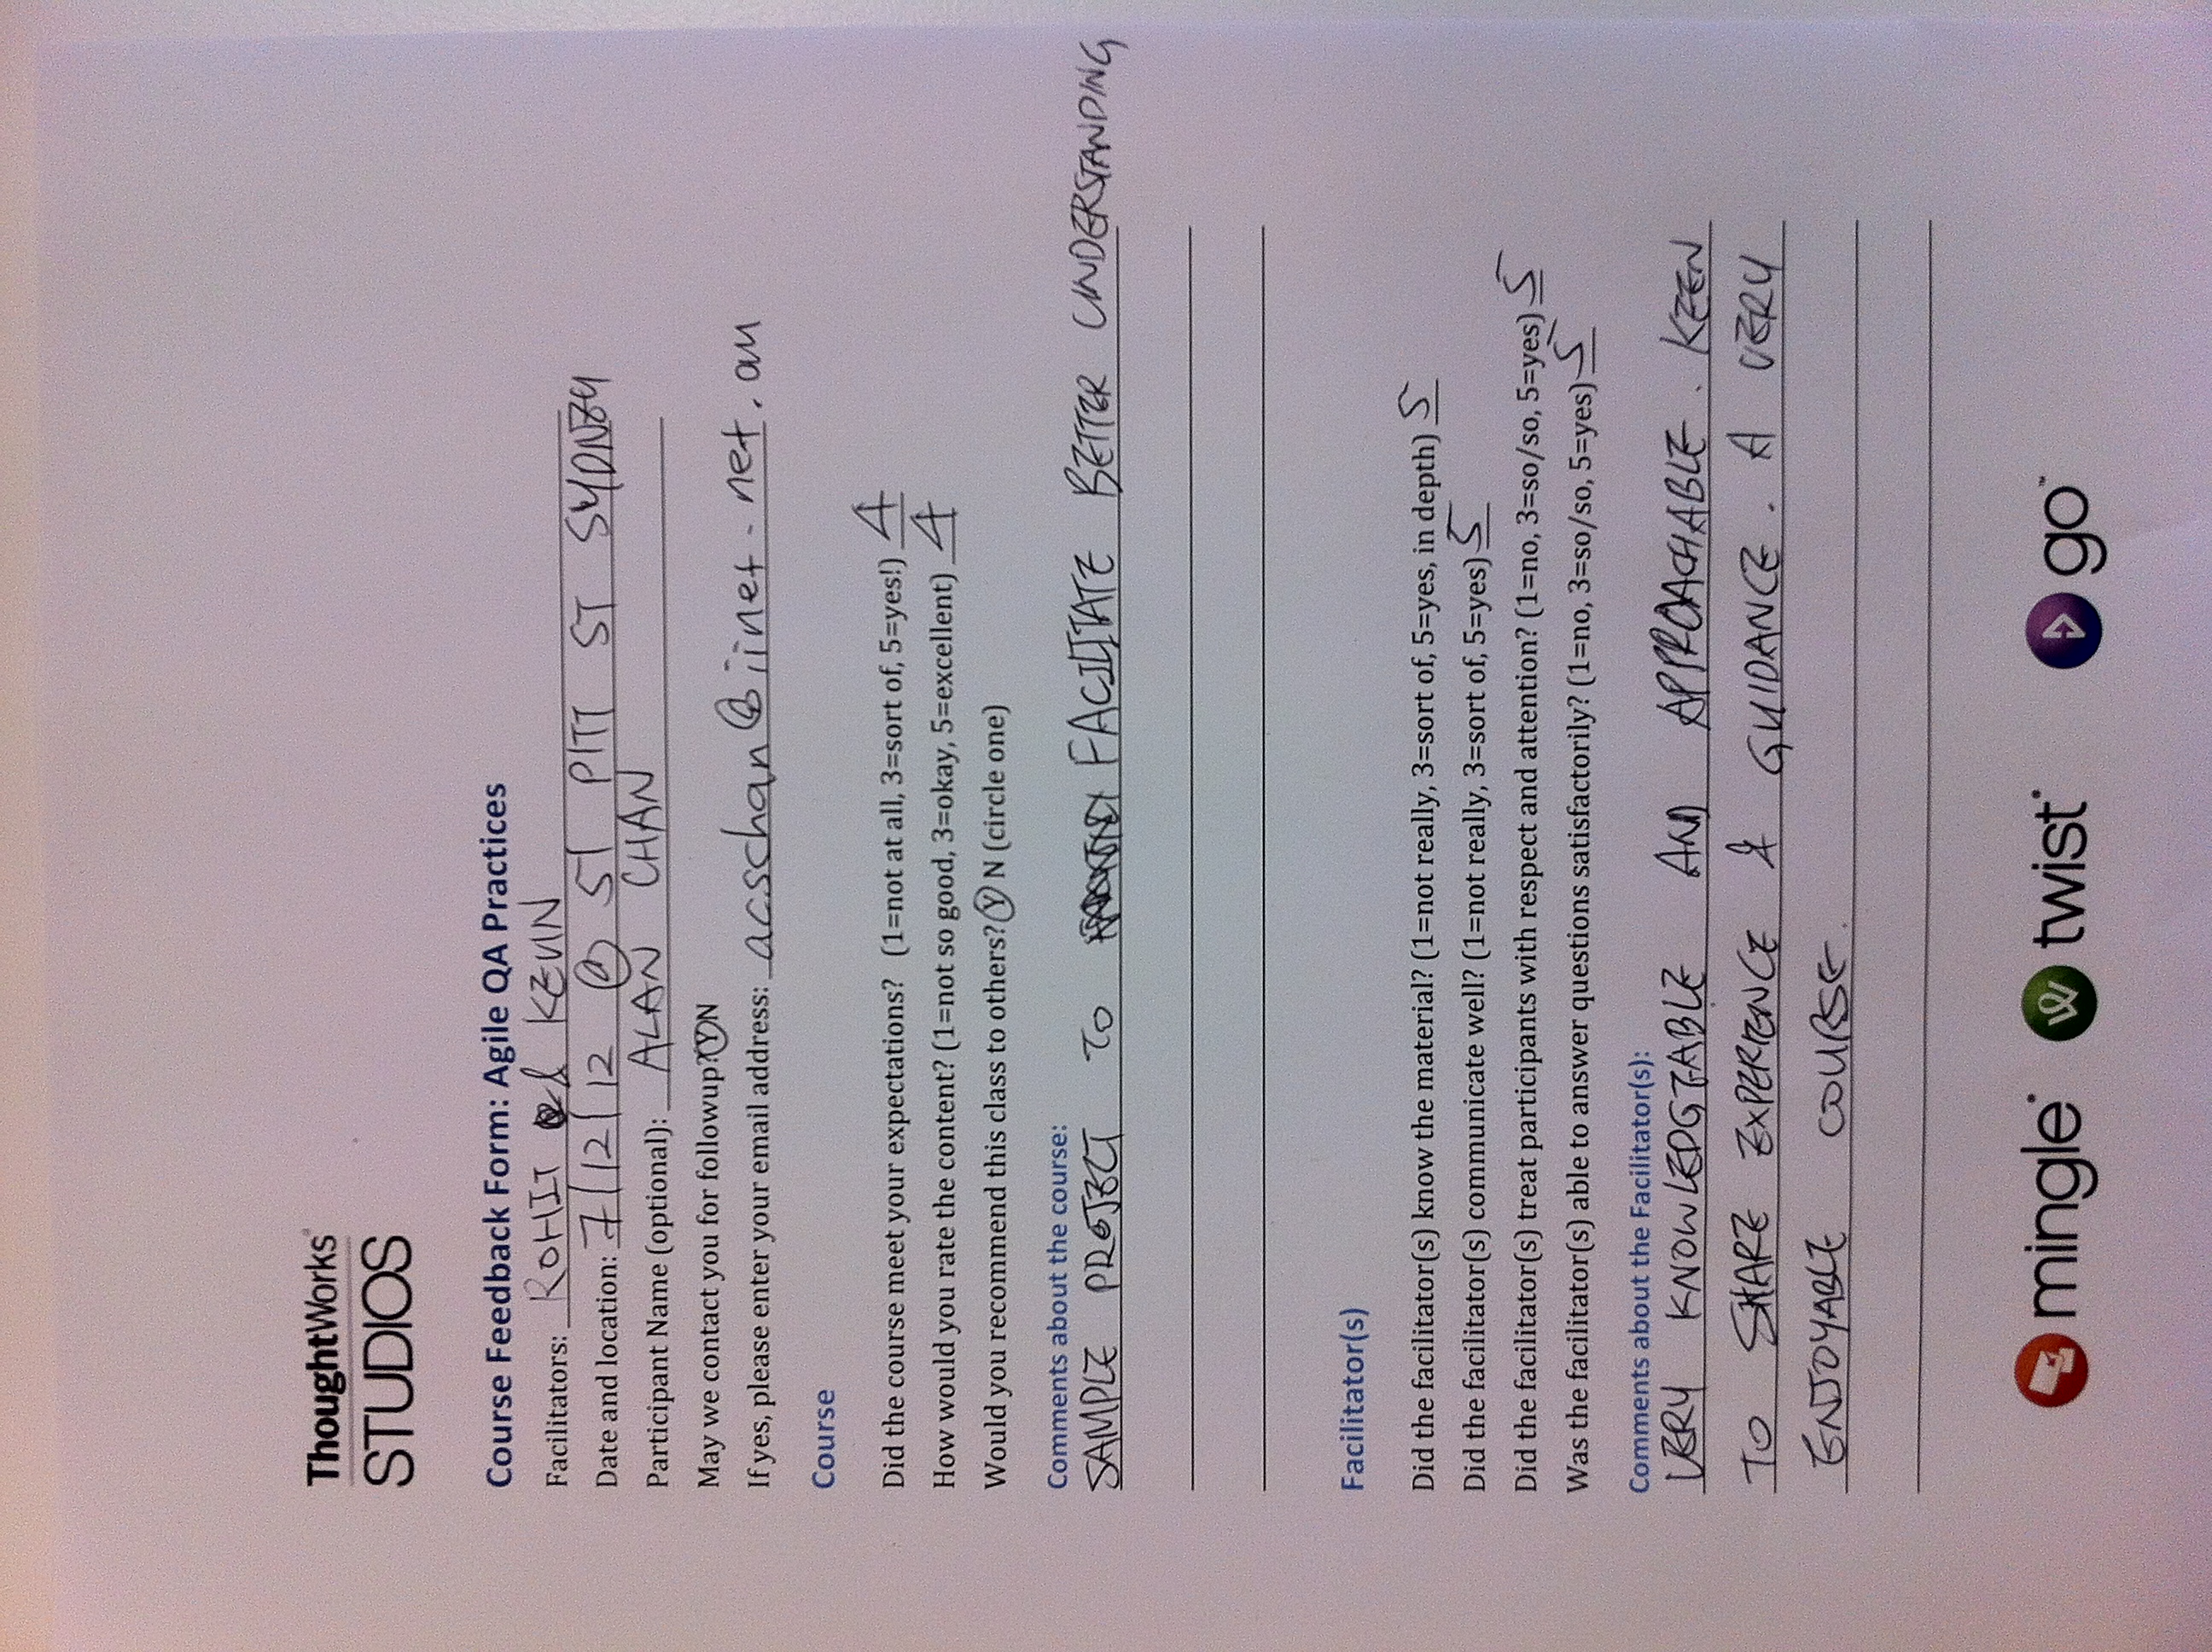 ThoughtWorks®
STUDIOS
Course Feedback Form: Agile QA Practices
Facilitators: ROHIT & KEVIN
Date and location: 7/12/12 @ 51 PITT ST SYDNEY
Participant Name (optional): ALAN CHAN
May we contact you for followup? Y N
If yes, please enter your email address: acschan@iinet.net.au
Course
Did the course meet your expectations? (1=not at all, 3=sort of, 5=yes!) 4
How would you rate the content? (1=not so good, 3=okay, 5=excellent) 4
Would you recommend this class to others? Y N (circle one)
Comments about the course:
SAMPLE PROJECT TO FACILITATE BETTER UNDERSTANDING
Facilitator(s)
Did the facilitator(s) know the material? (1=not really, 3=sort of, 5=yes, in depth) 5
Did the facilitator(s) communicate well? (1=not really, 3=sort of, 5=yes) 5
Did the facilitator(s) treat participants with respect and attention? (1=no, 3=so/so, 5=yes) 5
Was the facilitator(s) able to answer questions satisfactorily? (1=no, 3=so/so, 5=yes) 5
Comments about the Facilitator(s):
VERY KNOWLEDGEABLE AND APPROACHABLE. KEEN
TO SHARE EXPERIENCE & GUIDANCE. A VERY
ENJOYABLE COURSE.
mingle® twist® go™